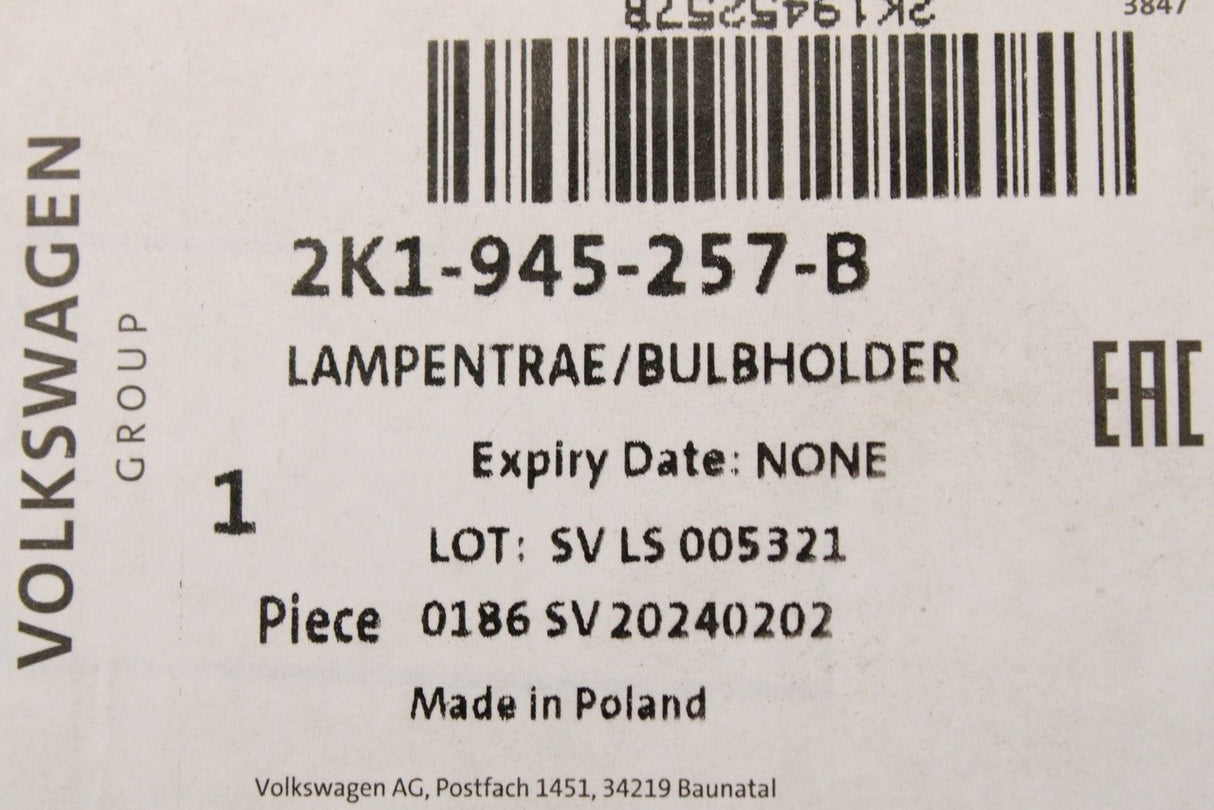 2K1945257B
3847
2K1-945-257-B
LAMPENTRAE/BULBHOLDER
EAC
Expiry Date: NONE
1
LOT: SV LS 005321
Piece 0186 SV 20240202
Made in Poland
Volkswagen AG, Postfach 1451, 34219 Baunatal
VOLKSWAGEN
GROUP